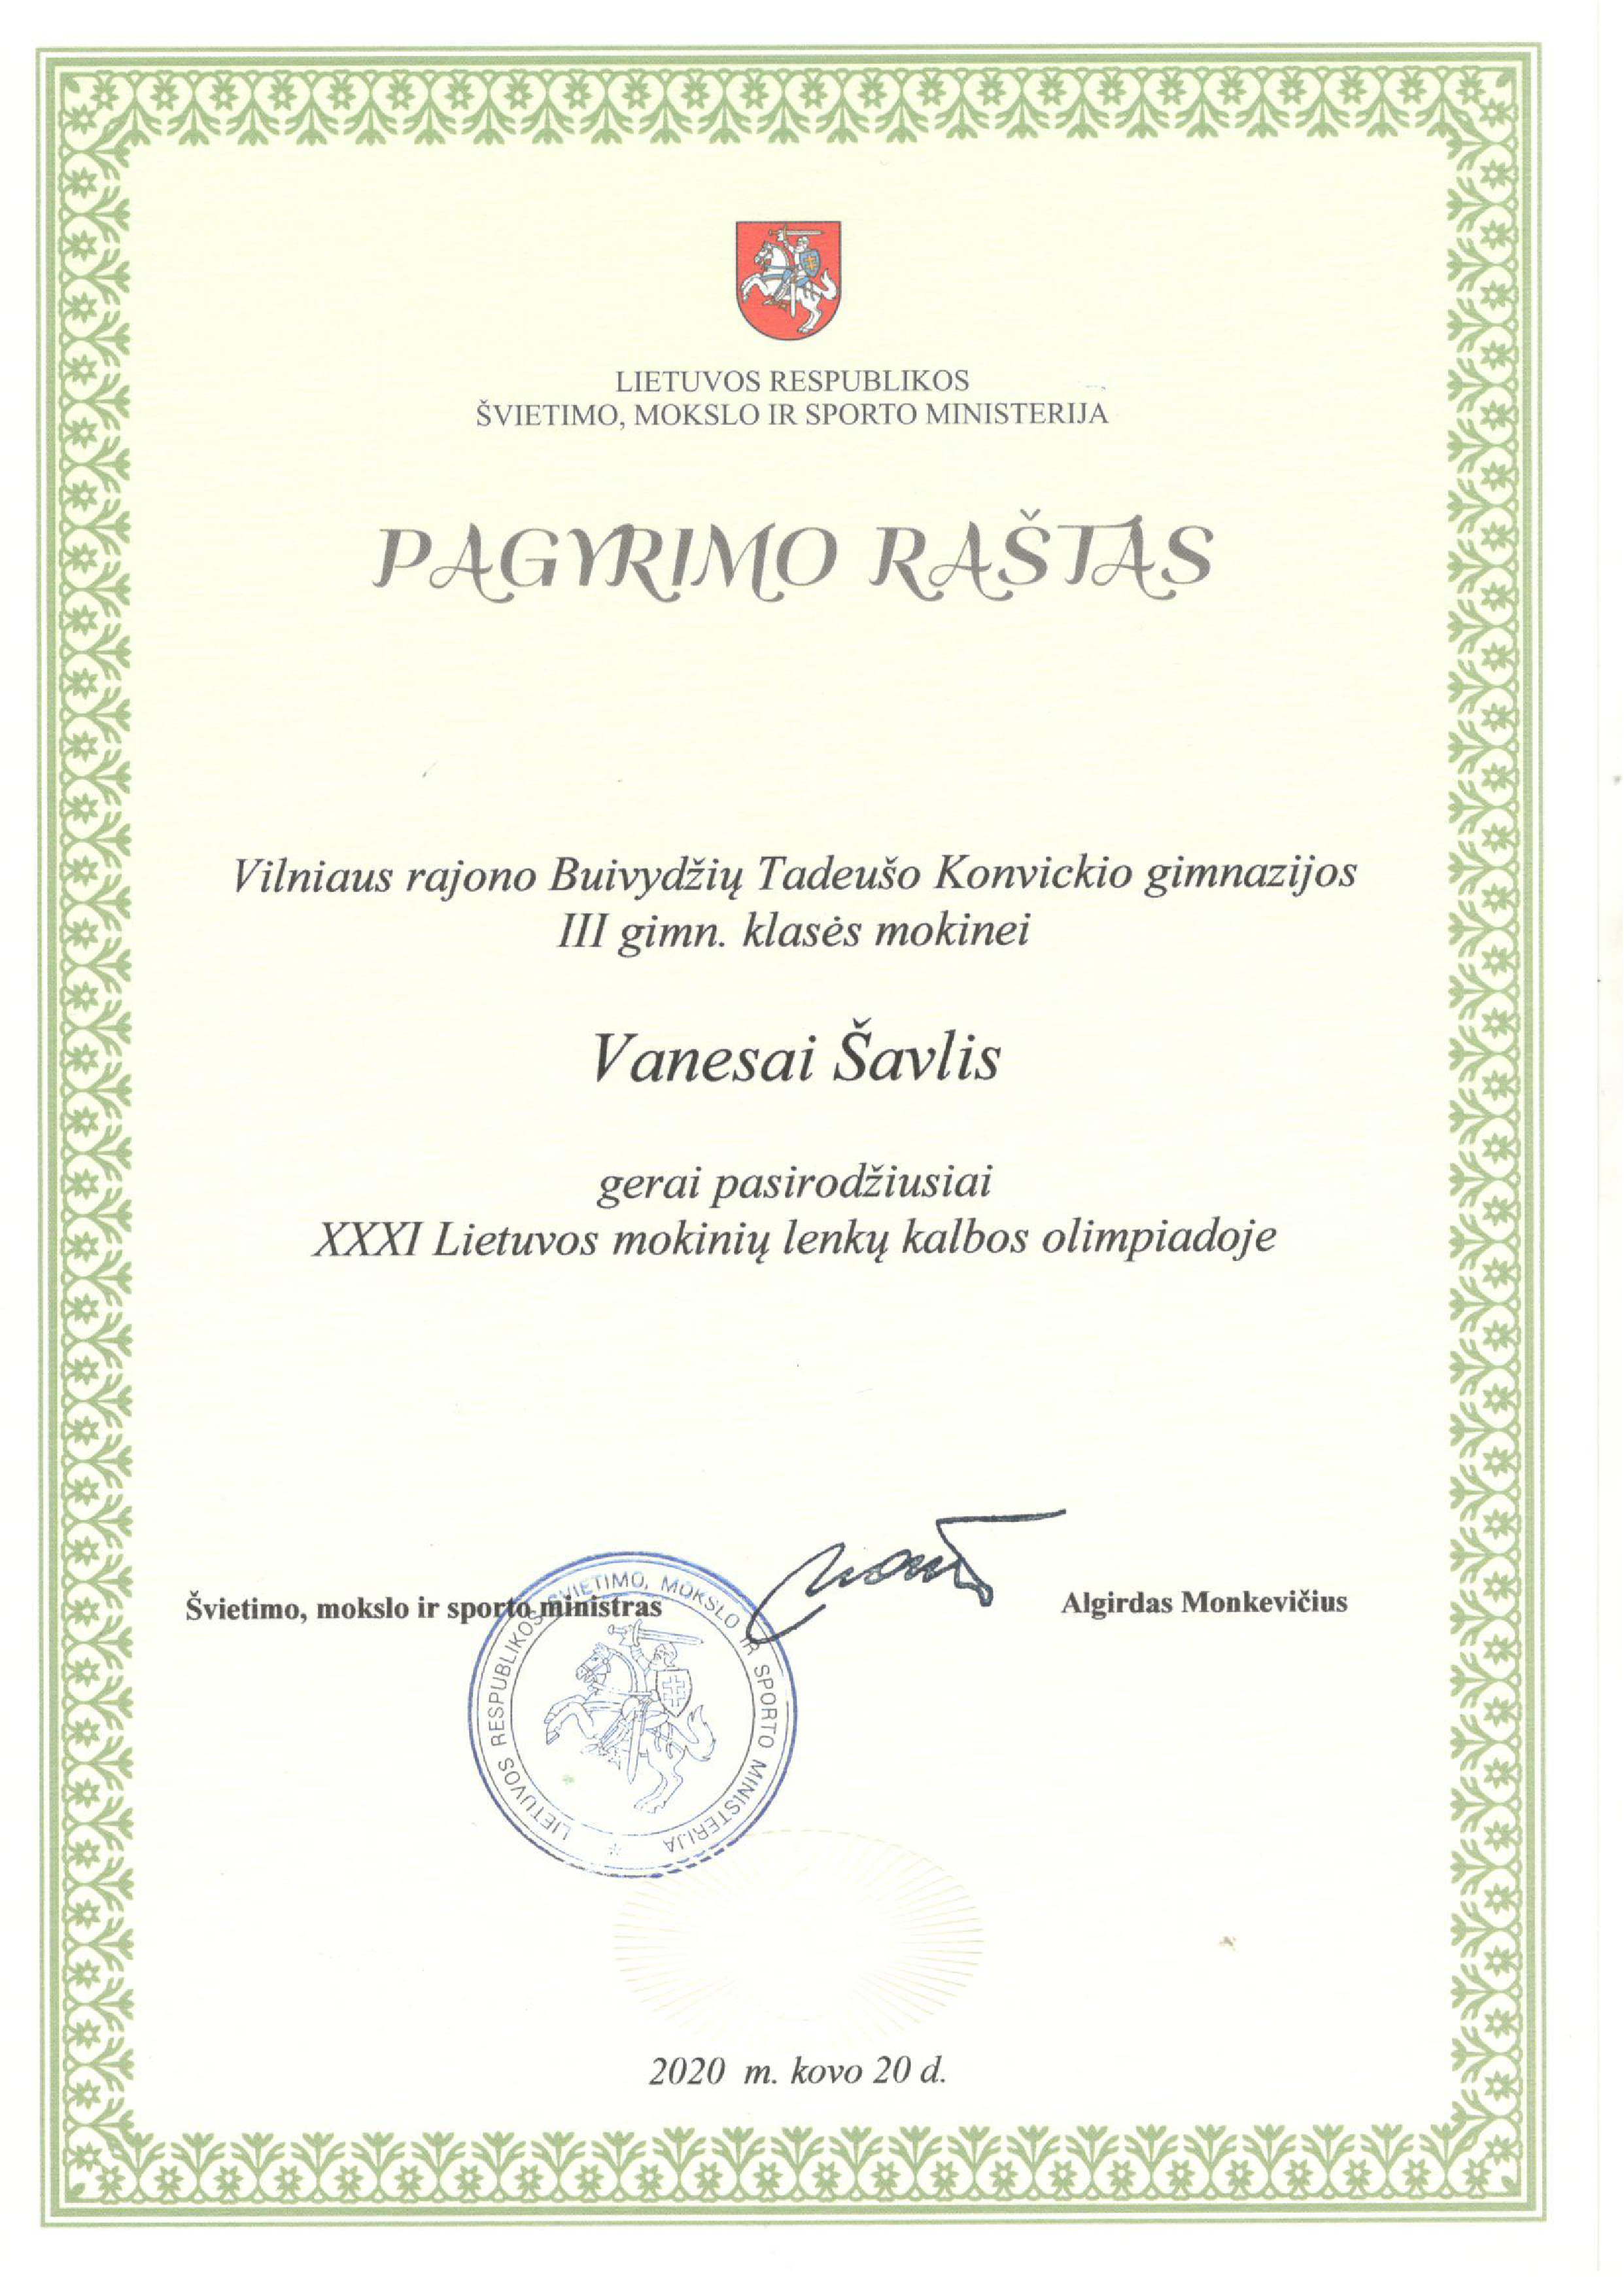 LIETUVOS RESPUBLIKOS
ŠVIETIMO, MOKSLO IR SPORTO MINISTERIJA
PAGYRIMO RAŠTAS
Vilniaus rajono Buivydžių Tadeušo Konvickio gimnazijos
III gimn. klasės mokinei
Vanesai Šavlis
gerai pasirodžiusiai
XXXI Lietuvos mokinių lenkų kalbos olimpiadoje
Švietimo, mokslo ir sporto ministras
Algirdas Monkevičius
LIETUVOS RESPUBLIKOS ŠVIETIMO, MOKSLO IR SPORTO MINISTERIJA
2020 m. kovo 20 d.